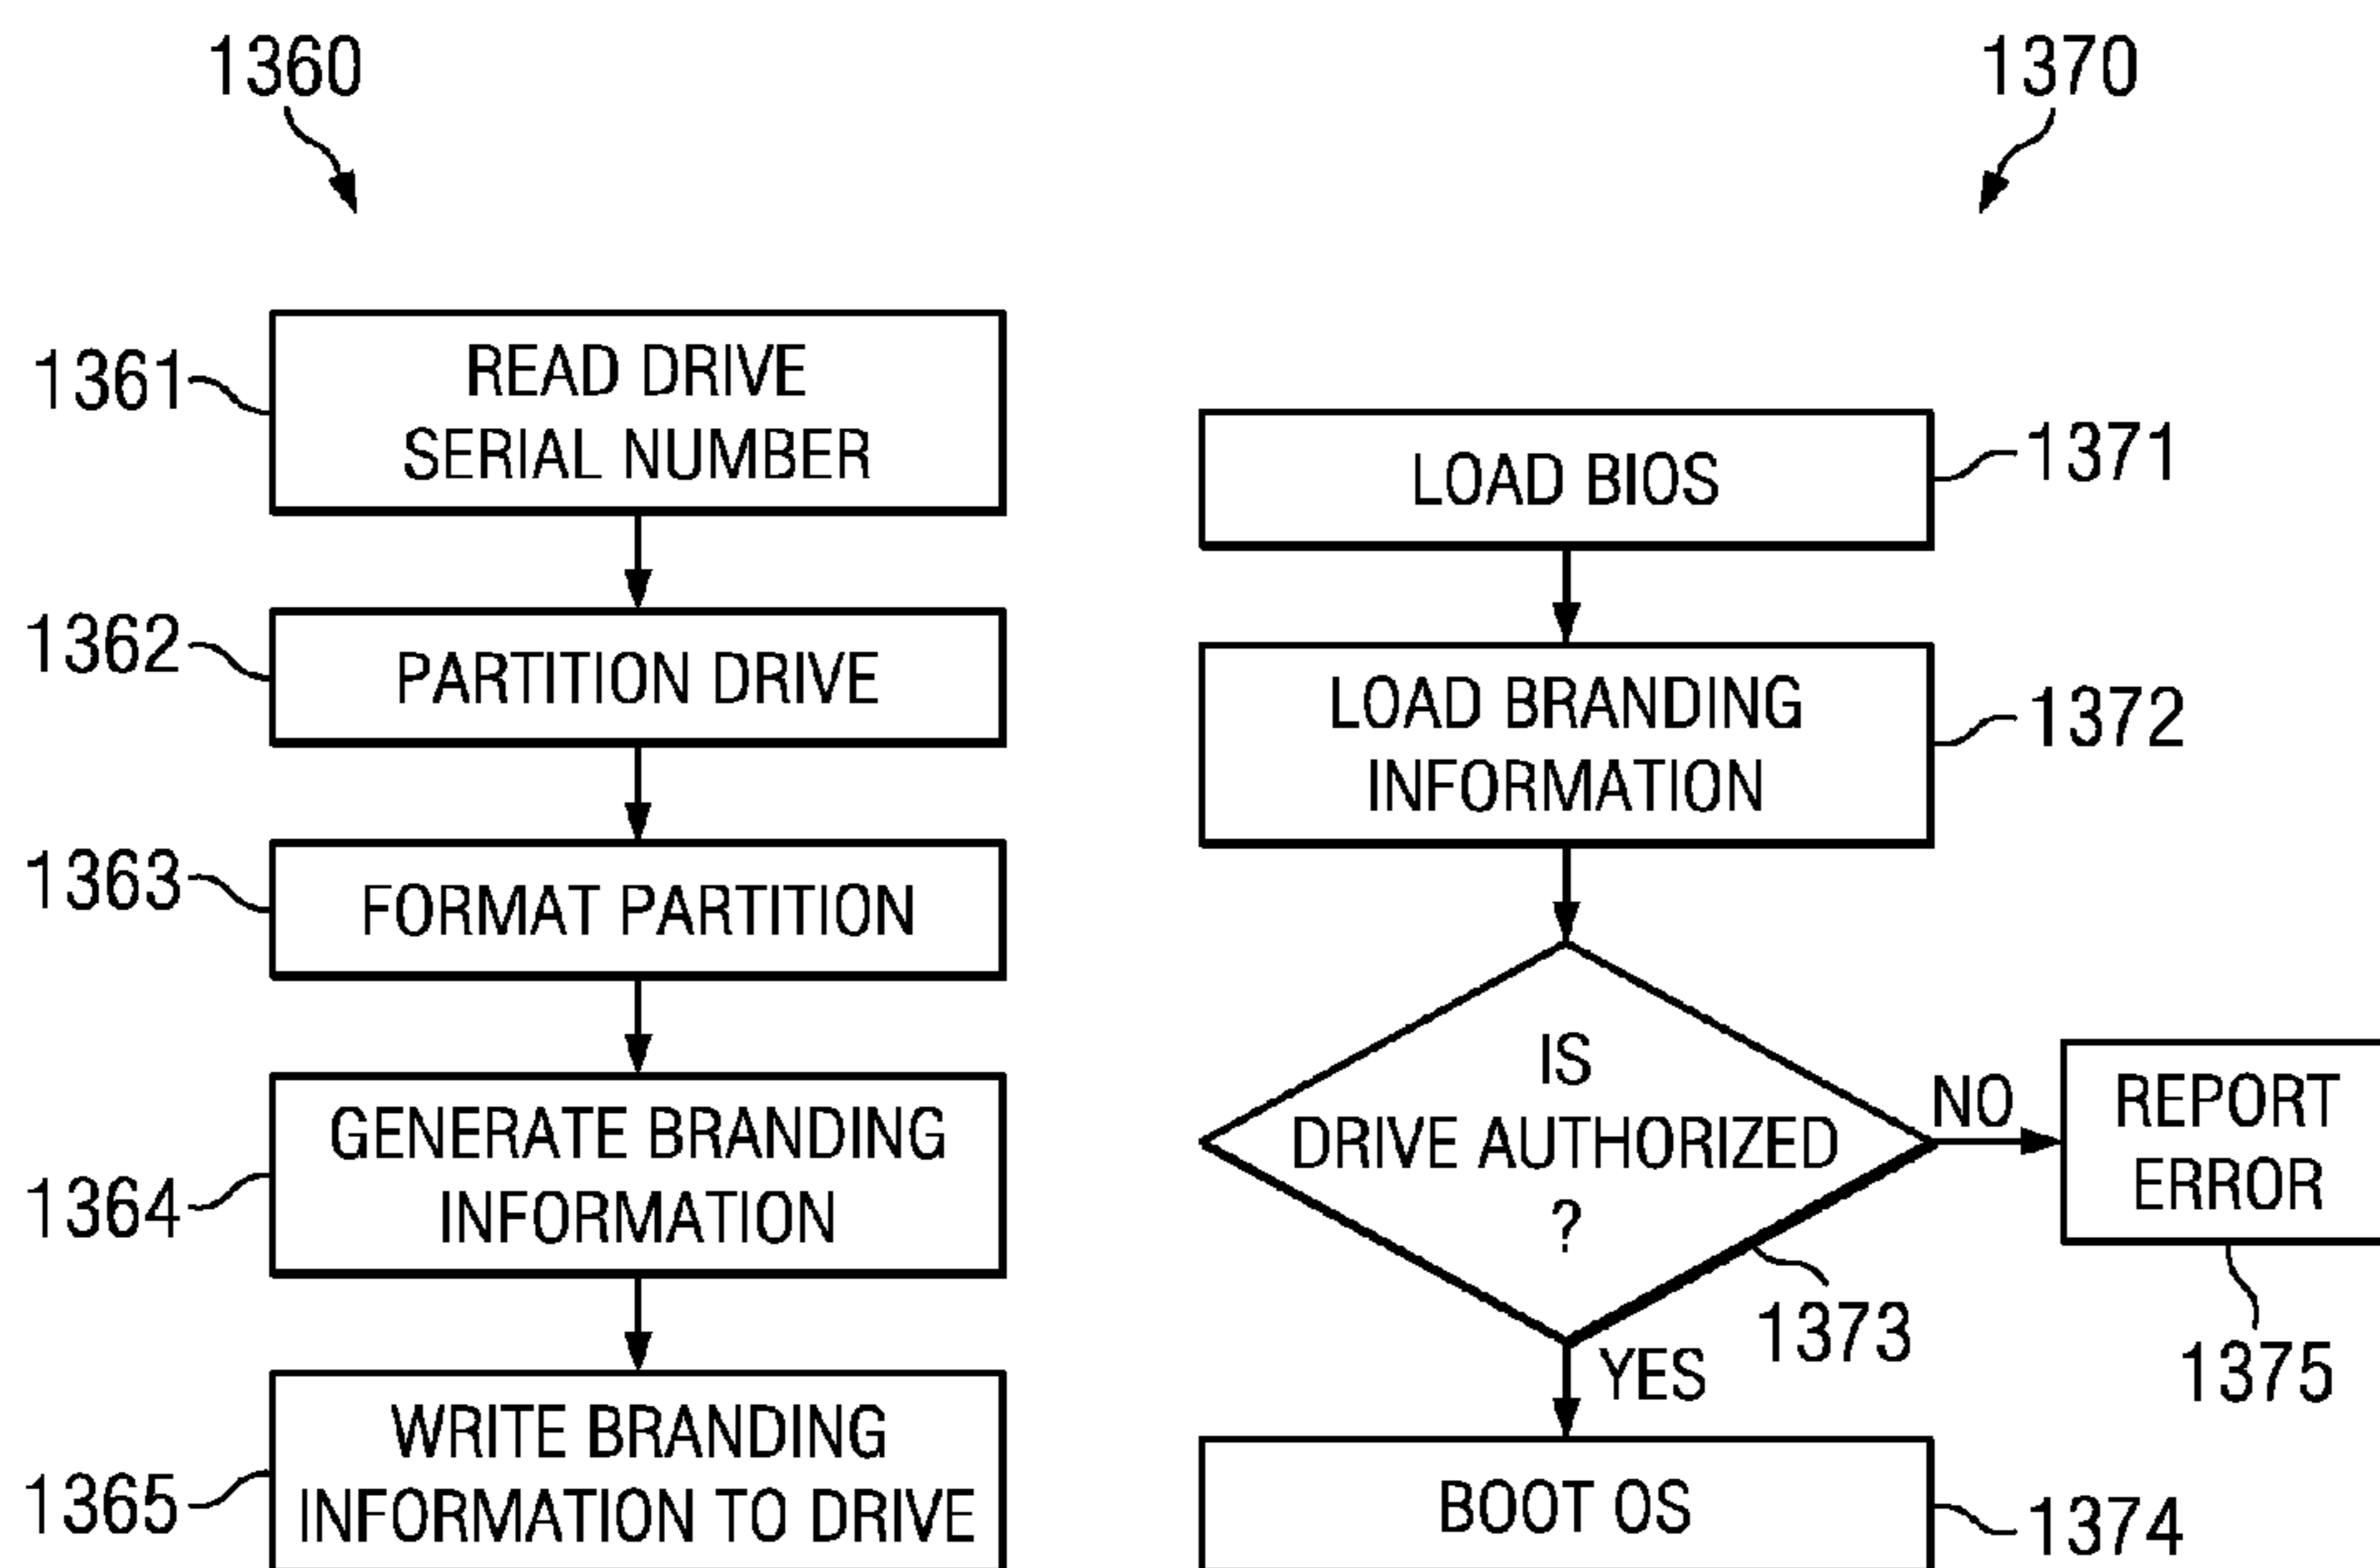 1360
1361
READ DRIVE
SERIAL NUMBER
1362
PARTITION DRIVE
1363
FORMAT PARTITION
1364
GENERATE BRANDING
INFORMATION
1365
WRITE BRANDING
INFORMATION TO DRIVE
1370
LOAD BIOS
1371
LOAD BRANDING
INFORMATION
1372
IS
DRIVE AUTHORIZED
?
1373
NO
REPORT
ERROR
1375
YES
BOOT OS
1374